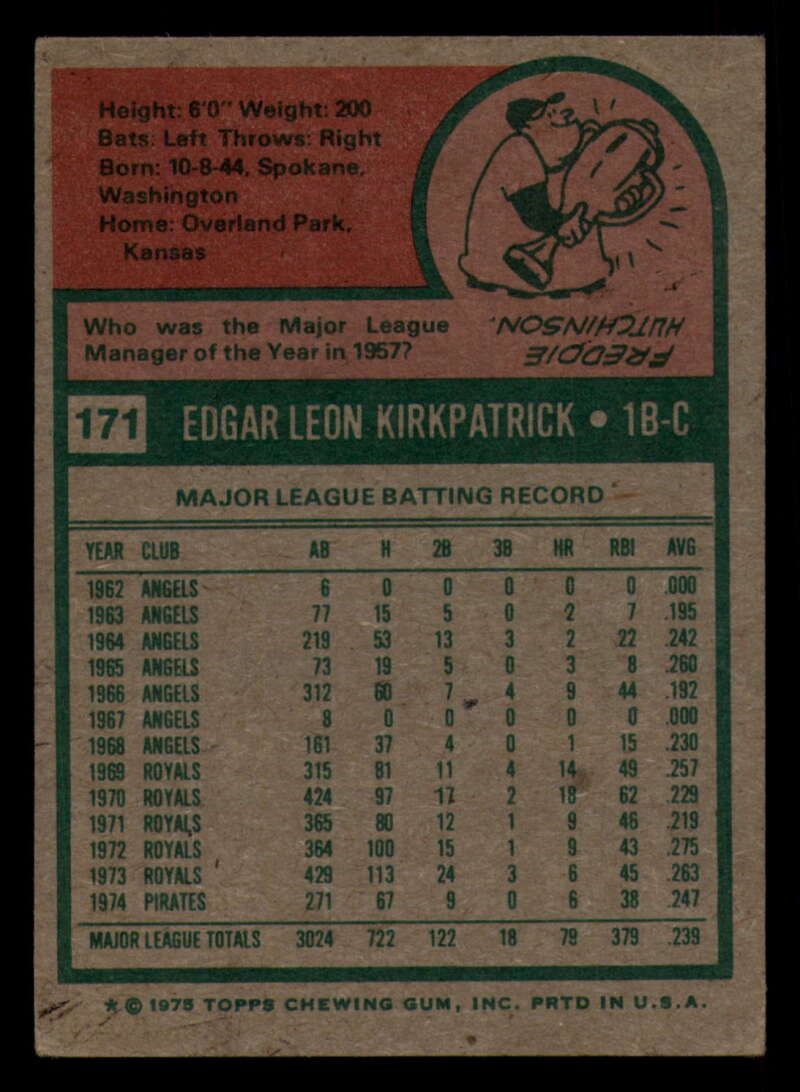 Height: 6'0" Weight: 200
Bats: Left Throws: Right
Born: 10-8-44, Spokane,
Washington
Home: Overland Park,
Kansas
Who was the Major League
Manager of the Year in 1957?
FREDDIE
HUTCHINSON.
171 EDGAR LEON KIRKPATRICK • 1B-C
MAJOR LEAGUE BATTING RECORD
YEAR CLUB AB H 2B 3B HR RBI AVG
1962 ANGELS 6 0 0 0 0 0 .000
1963 ANGELS 77 15 5 0 2 7 .195
1964 ANGELS 219 53 13 3 2 22 .242
1965 ANGELS 73 19 5 0 3 8 .260
1966 ANGELS 312 60 7 4 9 44 .192
1967 ANGELS 8 0 0 0 0 0 .000
1968 ANGELS 161 37 4 0 1 15 .230
1969 ROYALS 315 81 11 4 14 49 .257
1970 ROYALS 424 97 17 2 18 62 .229
1971 ROYALS 365 80 12 1 9 46 .219
1972 ROYALS 364 100 15 1 9 43 .275
1973 ROYALS 429 113 24 3 6 45 .263
1974 PIRATES 271 67 9 0 6 38 .247
MAJOR LEAGUE TOTALS 3024 722 122 18 79 379 .239
★ © 1975 TOPPS CHEWING GUM, INC. PRTD IN U.S.A.